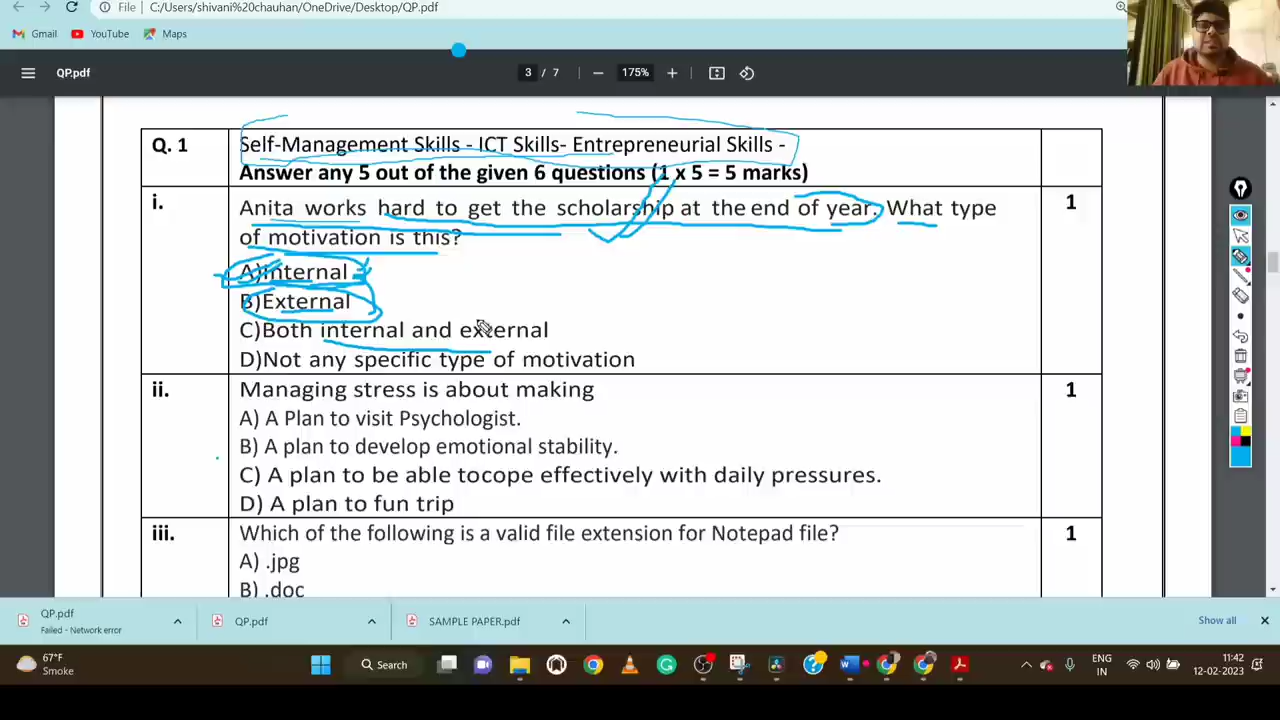 File C:/Users/shivani%20chauhan/OneDrive/Desktop/QP.pdf
Gmail YouTube Maps
QP.pdf 3 / 7 175%
Q. 1 Self-Management Skills - ICT Skills- Entrepreneurial Skills -
Answer any 5 out of the given 6 questions (1 x 5 = 5 marks)
i. Anita works hard to get the scholarship at the end of year. What type 1
of motivation is this?
A)Internal
B)External
C)Both internal and external
D)Not any specific type of motivation
ii. Managing stress is about making 1
A) A Plan to visit Psychologist.
B) A plan to develop emotional stability.
C) A plan to be able tocope effectively with daily pressures.
D) A plan to fun trip
iii. Which of the following is a valid file extension for Notepad file? 1
A) .jpg
B) .doc
QP.pdf
Failed - Network error
QP.pdf
SAMPLE PAPER.pdf
Show all
67°F
Smoke
Search
ENG
IN
11:42
12-02-2023